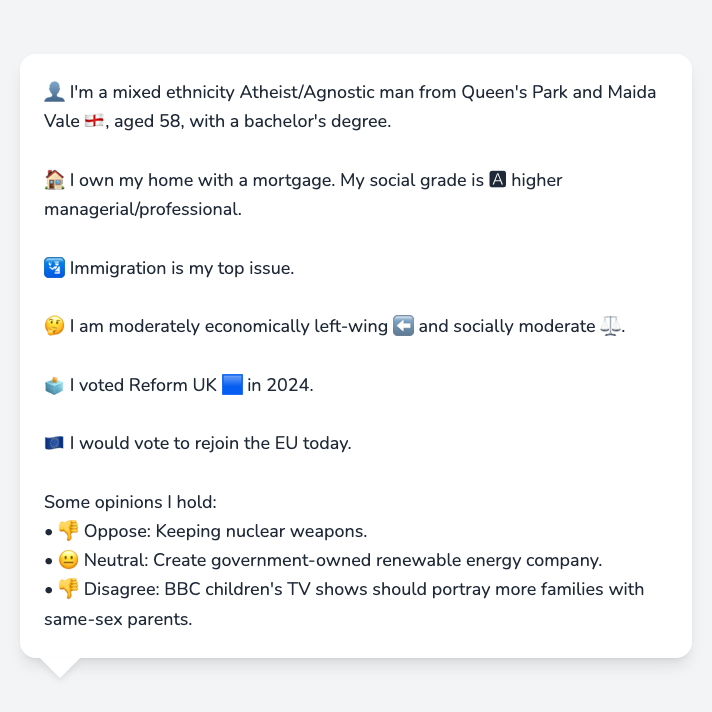 👤 I'm a mixed ethnicity Atheist/Agnostic man from Queen's Park and Maida
Vale 🏴󠁧󠁢󠁥󠁮󠁧󠁿, aged 58, with a bachelor's degree.
🏠 I own my home with a mortgage. My social grade is 🅰 higher
managerial/professional.
🛂 Immigration is my top issue.
🤔 I am moderately economically left-wing ⬅️ and socially moderate ⚖️.
🗳️ I voted Reform UK 🟦 in 2024.
🇪🇺 I would vote to rejoin the EU today.
Some opinions I hold:
• 👎 Oppose: Keeping nuclear weapons.
• 😐 Neutral: Create government-owned renewable energy company.
• 👎 Disagree: BBC children's TV shows should portray more families with
same-sex parents.